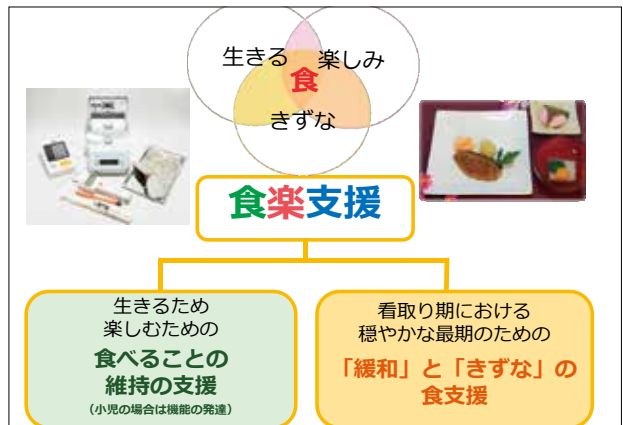 生きる
楽しみ
食
きずな
食楽支援
生きるため
楽しむための
食べることの
維持の支援
（小児の場合は機能の発達）
看取り期における
穏やかな最期のための
「緩和」と「きずな」の
食支援